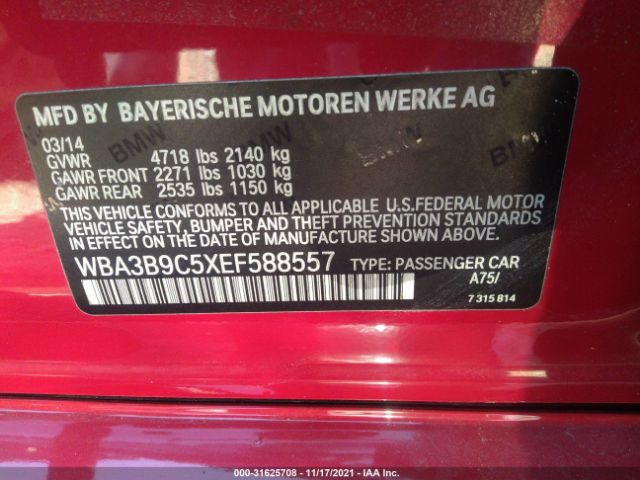 MFD BY BAYERISCHE MOTOREN WERKE AG
03/14
GVWR 4718 lbs 2140 kg
GAWR FRONT 2271 lbs 1030 kg
GAWR REAR 2535 lbs 1150 kg
THIS VEHICLE CONFORMS TO ALL APPLICABLE U.S.FEDERAL MOTOR
VEHICLE SAFETY, BUMPER AND THEFT PREVENTION STANDARDS
IN EFFECT ON THE DATE OF MANUFACTURE SHOWN ABOVE.
WBA3B9C5XEF588557 TYPE: PASSENGER CAR
A75/
7 315 814
BMW
BMW
BMW
000-31625708 - 11/17/2021 - IAA Inc.